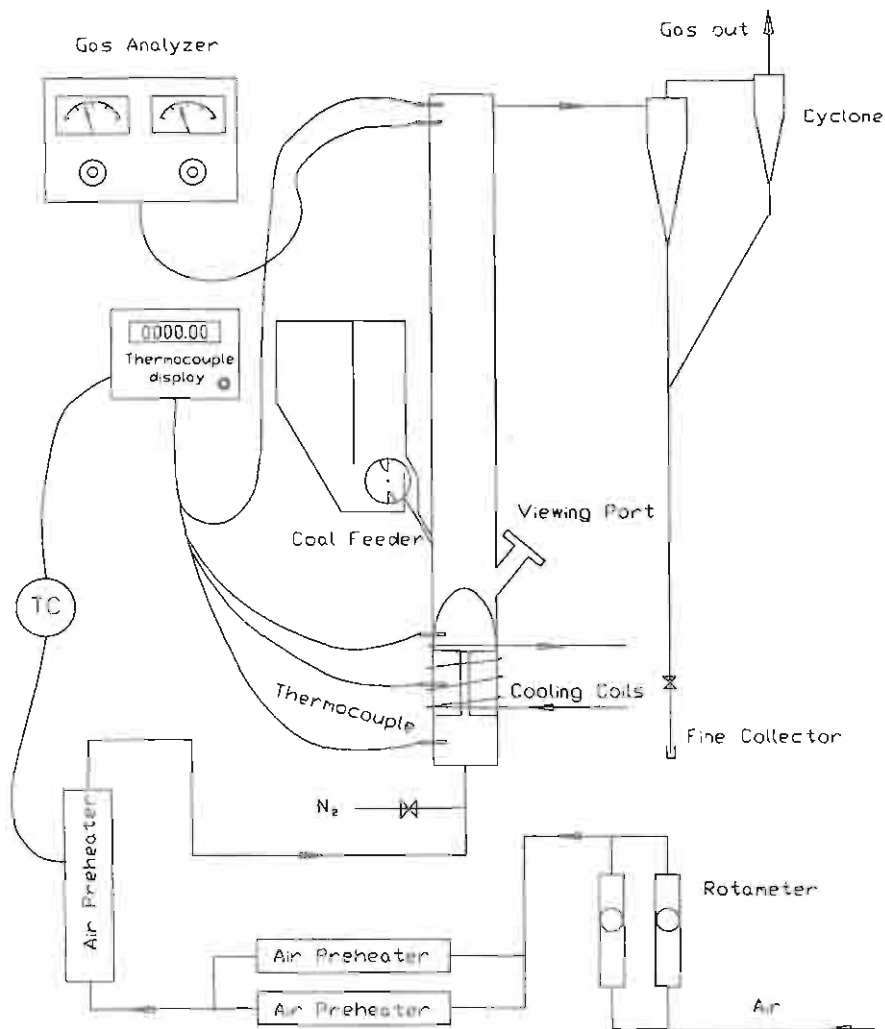 Gas out
Gas Analyzer
Cyclone
0000.00
Thermocouple
display
Viewing Port
Coal Feeder
TC
Thermocouple
Cooling Coils
Fine Collector
N₂
Air Preheater
Rotameter
Air Preheater
Air Preheater
Air